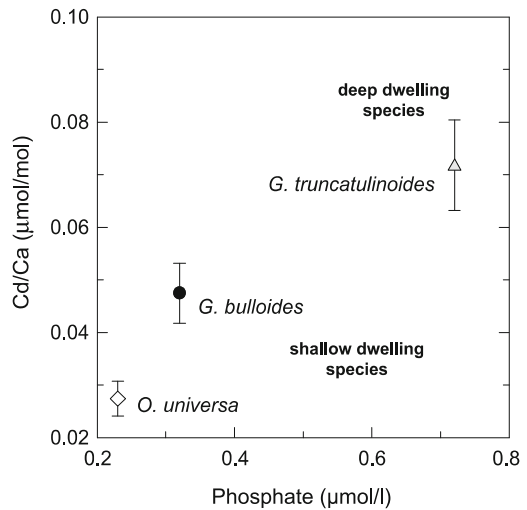 0.10
deep dwelling
species
0.08
G. truncatulinoides
0.06
Cd/Ca (μmol/mol)
G. bulloides
0.04
shallow dwelling
species
O. universa
0.02
0.2 0.4 0.6 0.8
Phosphate (μmol/l)